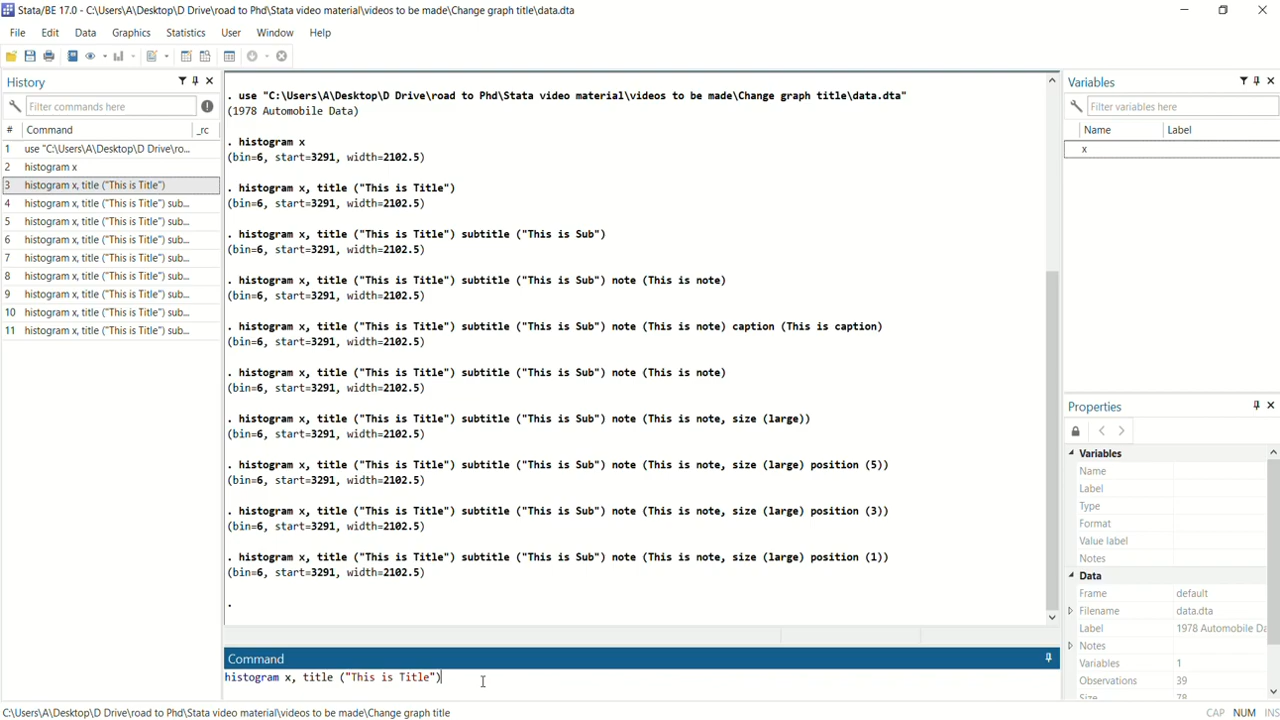 Stata/BE 17.0 - C:\Users\A\Desktop\D Drive\road to Phd\Stata video material\videos to be made\Change graph title\data.dta
File Edit Data Graphics Statistics User Window Help
History
Filter commands here
# Command _rc
1 use "C:\Users\A\Desktop\D Drive\ro...
2 histogram x
3 histogram x, title ("This is Title")
4 histogram x, title ("This is Title") sub...
5 histogram x, title ("This is Title") sub...
6 histogram x, title ("This is Title") sub...
7 histogram x, title ("This is Title") sub...
8 histogram x, title ("This is Title") sub...
9 histogram x, title ("This is Title") sub...
10 histogram x, title ("This is Title") sub...
11 histogram x, title ("This is Title") sub...
. use "C:\Users\A\Desktop\D Drive\road to Phd\Stata video material\videos to be made\Change graph title\data.dta"
(1978 Automobile Data)
. histogram x
(bin=6, start=3291, width=2102.5)
. histogram x, title ("This is Title")
(bin=6, start=3291, width=2102.5)
. histogram x, title ("This is Title") subtitle ("This is Sub")
(bin=6, start=3291, width=2102.5)
. histogram x, title ("This is Title") subtitle ("This is Sub") note (This is note)
(bin=6, start=3291, width=2102.5)
. histogram x, title ("This is Title") subtitle ("This is Sub") note (This is note) caption (This is caption)
(bin=6, start=3291, width=2102.5)
. histogram x, title ("This is Title") subtitle ("This is Sub") note (This is note)
(bin=6, start=3291, width=2102.5)
. histogram x, title ("This is Title") subtitle ("This is Sub") note (This is note, size (large))
(bin=6, start=3291, width=2102.5)
. histogram x, title ("This is Title") subtitle ("This is Sub") note (This is note, size (large) position (5))
(bin=6, start=3291, width=2102.5)
. histogram x, title ("This is Title") subtitle ("This is Sub") note (This is note, size (large) position (3))
(bin=6, start=3291, width=2102.5)
. histogram x, title ("This is Title") subtitle ("This is Sub") note (This is note, size (large) position (1))
(bin=6, start=3291, width=2102.5)
.
Command
histogram x, title ("This is Title")
Variables
Filter variables here
Name Label
x
Properties
Variables
Name
Label
Type
Format
Value label
Notes
Data
Frame default
Filename data.dta
Label 1978 Automobile Da
Notes
Variables 1
Observations 39
Size 78
C:\Users\A\Desktop\D Drive\road to Phd\Stata video material\videos to be made\Change graph title
CAP NUM INS